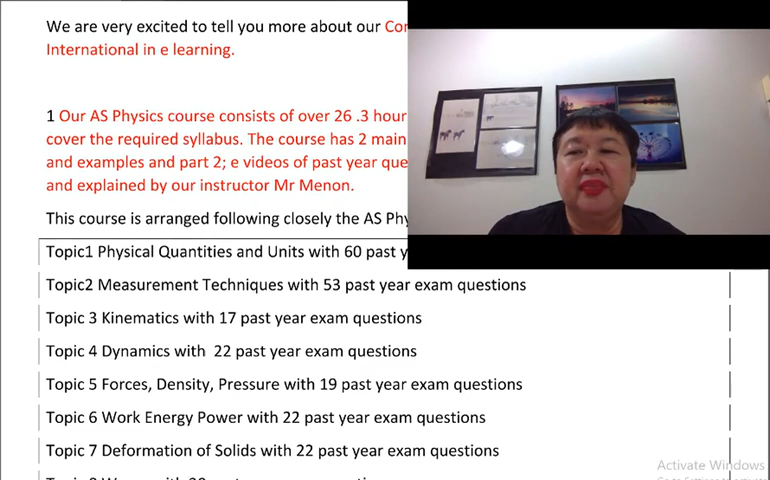 We are very excited to tell you more about our
International in e learning.
1 Our AS Physics course consists of over 26 .3 hour
cover the required syllabus. The course has 2 main
and examples and part 2; e videos of past year que
and explained by our instructor Mr Menon.
This course is arranged following closely the AS
Topic1 Physical Quantities and Units with 60 past
Topic2 Measurement Techniques with 53 past year exam questions
Topic 3 Kinematics with 17 past year exam questions
Topic 4 Dynamics with 22 past year exam questions
Topic 5 Forces, Density, Pressure with 19 past year exam questions
Topic 6 Work Energy Power with 22 past year exam questions
Topic 7 Deformation of Solids with 22 past year exam questions
Activate Windows